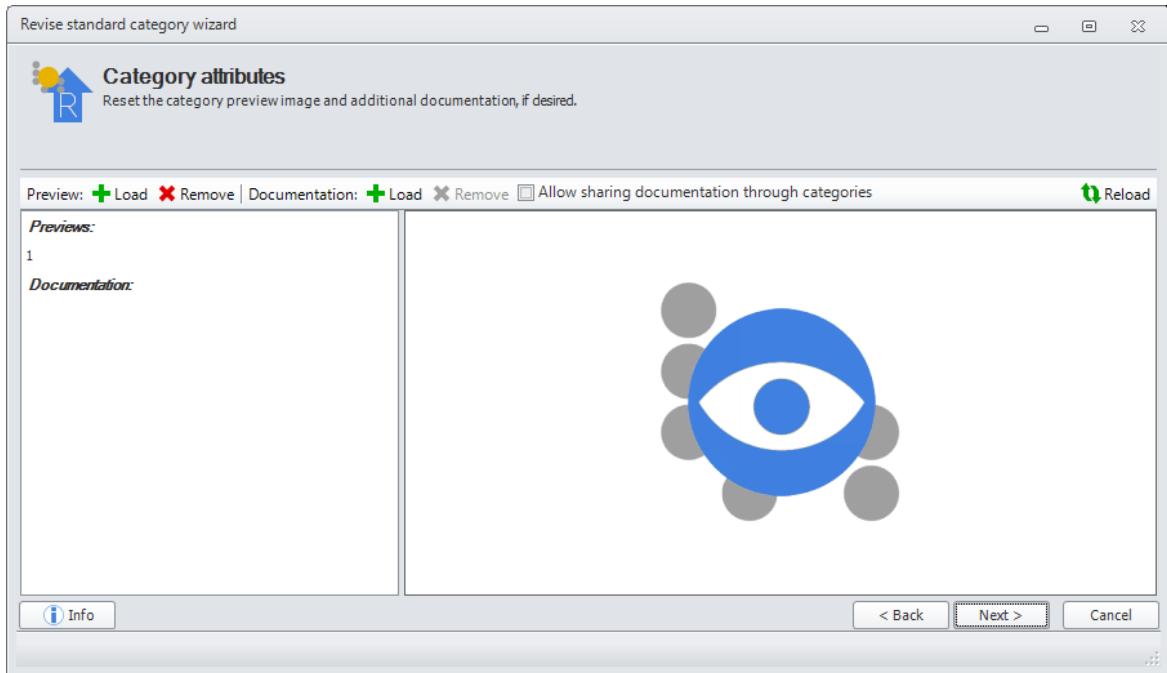 Revise standard category wizard
Category attributes
Reset the category preview image and additional documentation, if desired.
R
Preview: Load Remove Documentation: Load Remove Allow sharing documentation through categories Reload
Previews:
1
Documentation:
i Info < Back Next > Cancel